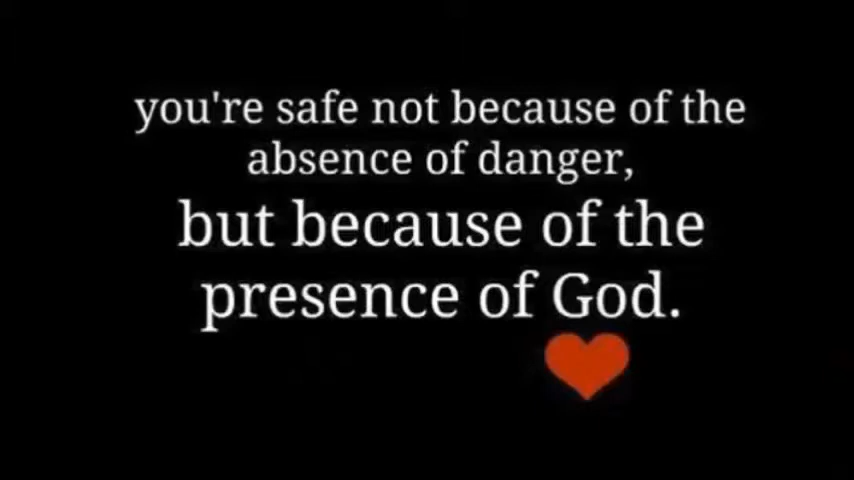 you're safe not because of the
absence of danger,
but because of the
presence of God.